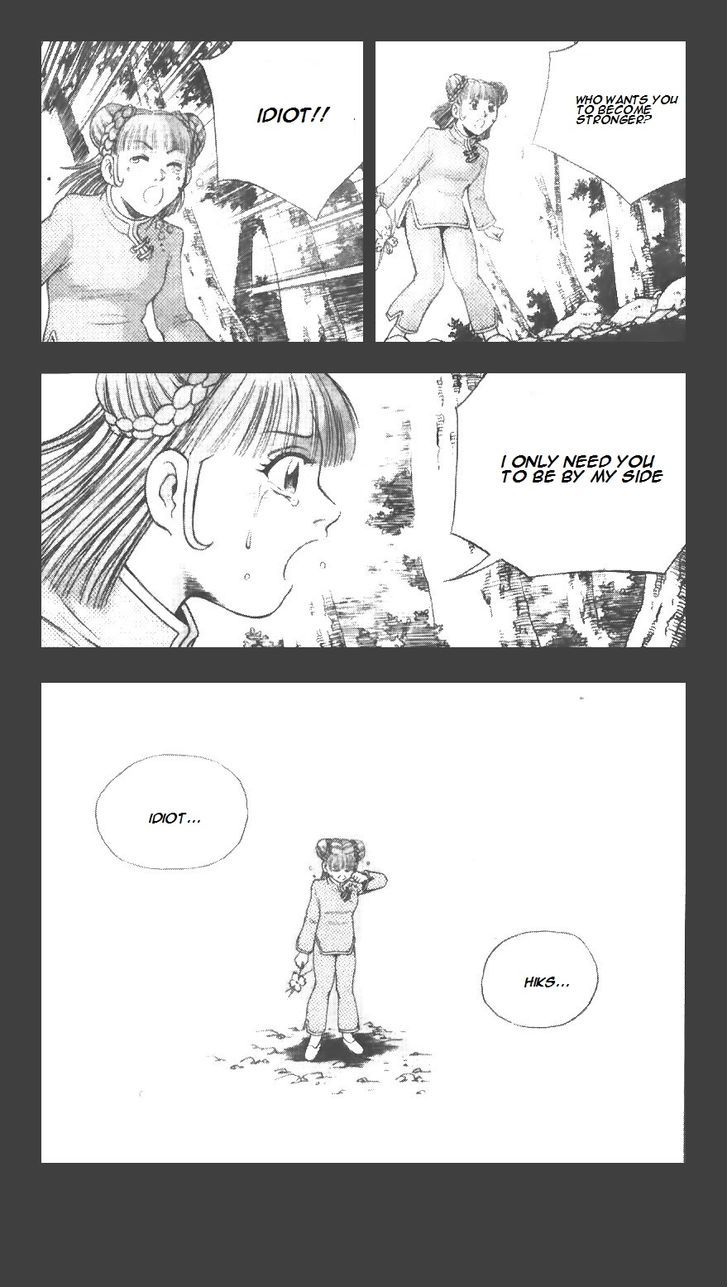 IDIOT!!
WHO WANTS YOU
TO BECOME
STRONGER?
I ONLY NEED YOU
TO BE BY MY SIDE
IDIOT...
HIKS...